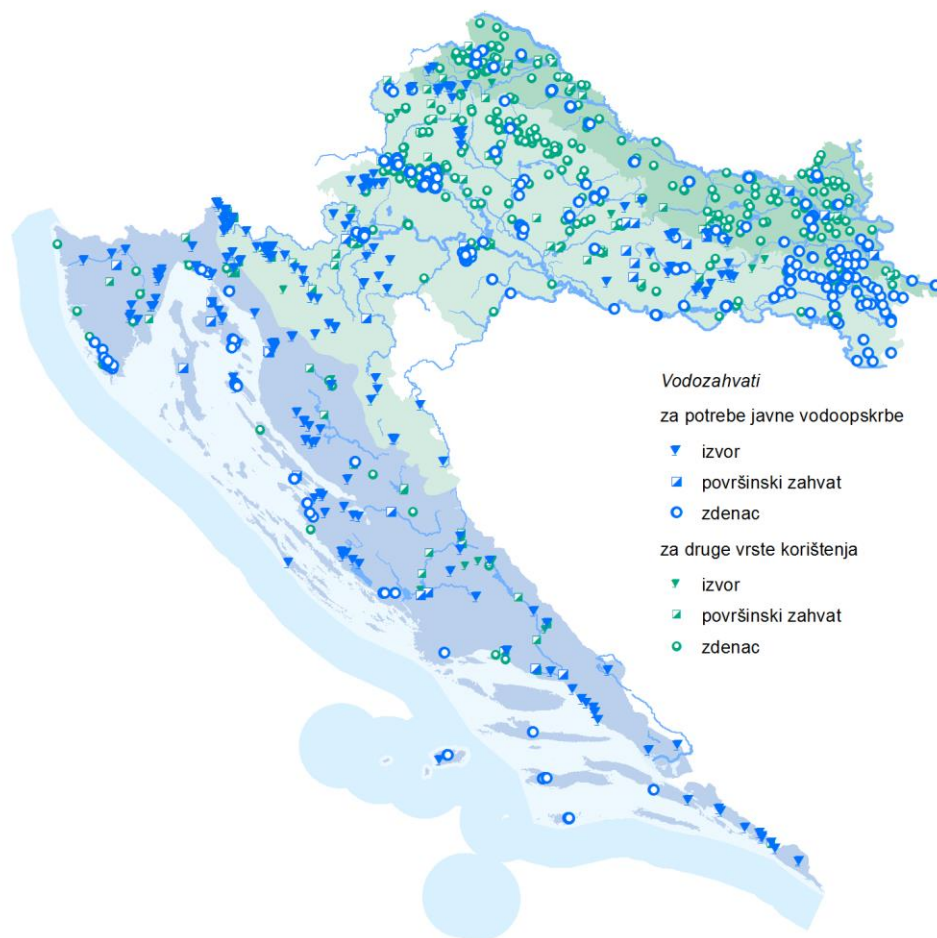 Vodozahvati
za potrebe javne vodoopskrbe
izvor
površinski zahvat
zdenac
za druge vrste korištenja
izvor
površinski zahvat
zdenac